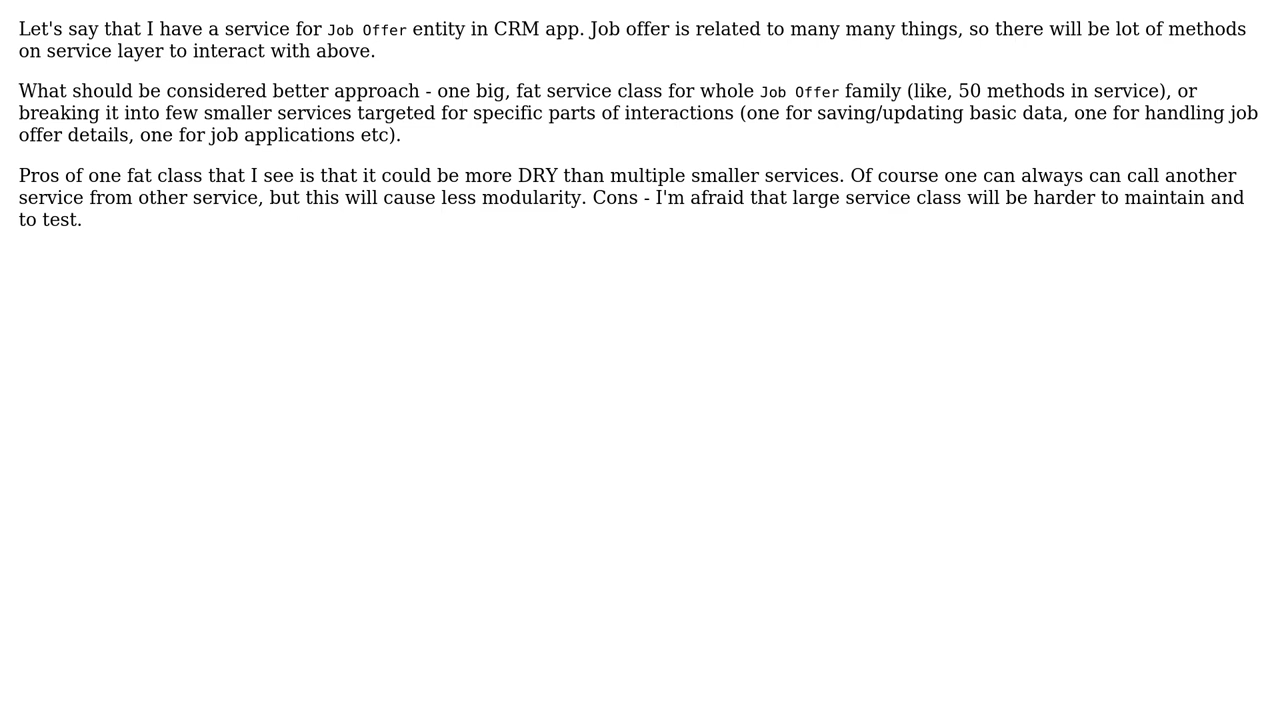 Let's say that I have a service for Job Offer entity in CRM app. Job offer is related to many many things, so there will be lot of methods
on service layer to interact with above.
What should be considered better approach - one big, fat service class for whole Job Offer family (like, 50 methods in service), or
breaking it into few smaller services targeted for specific parts of interactions (one for saving/updating basic data, one for handling job
offer details, one for job applications etc).
Pros of one fat class that I see is that it could be more DRY than multiple smaller services. Of course one can always can call another
service from other service, but this will cause less modularity. Cons - I'm afraid that large service class will be harder to maintain and
to test.